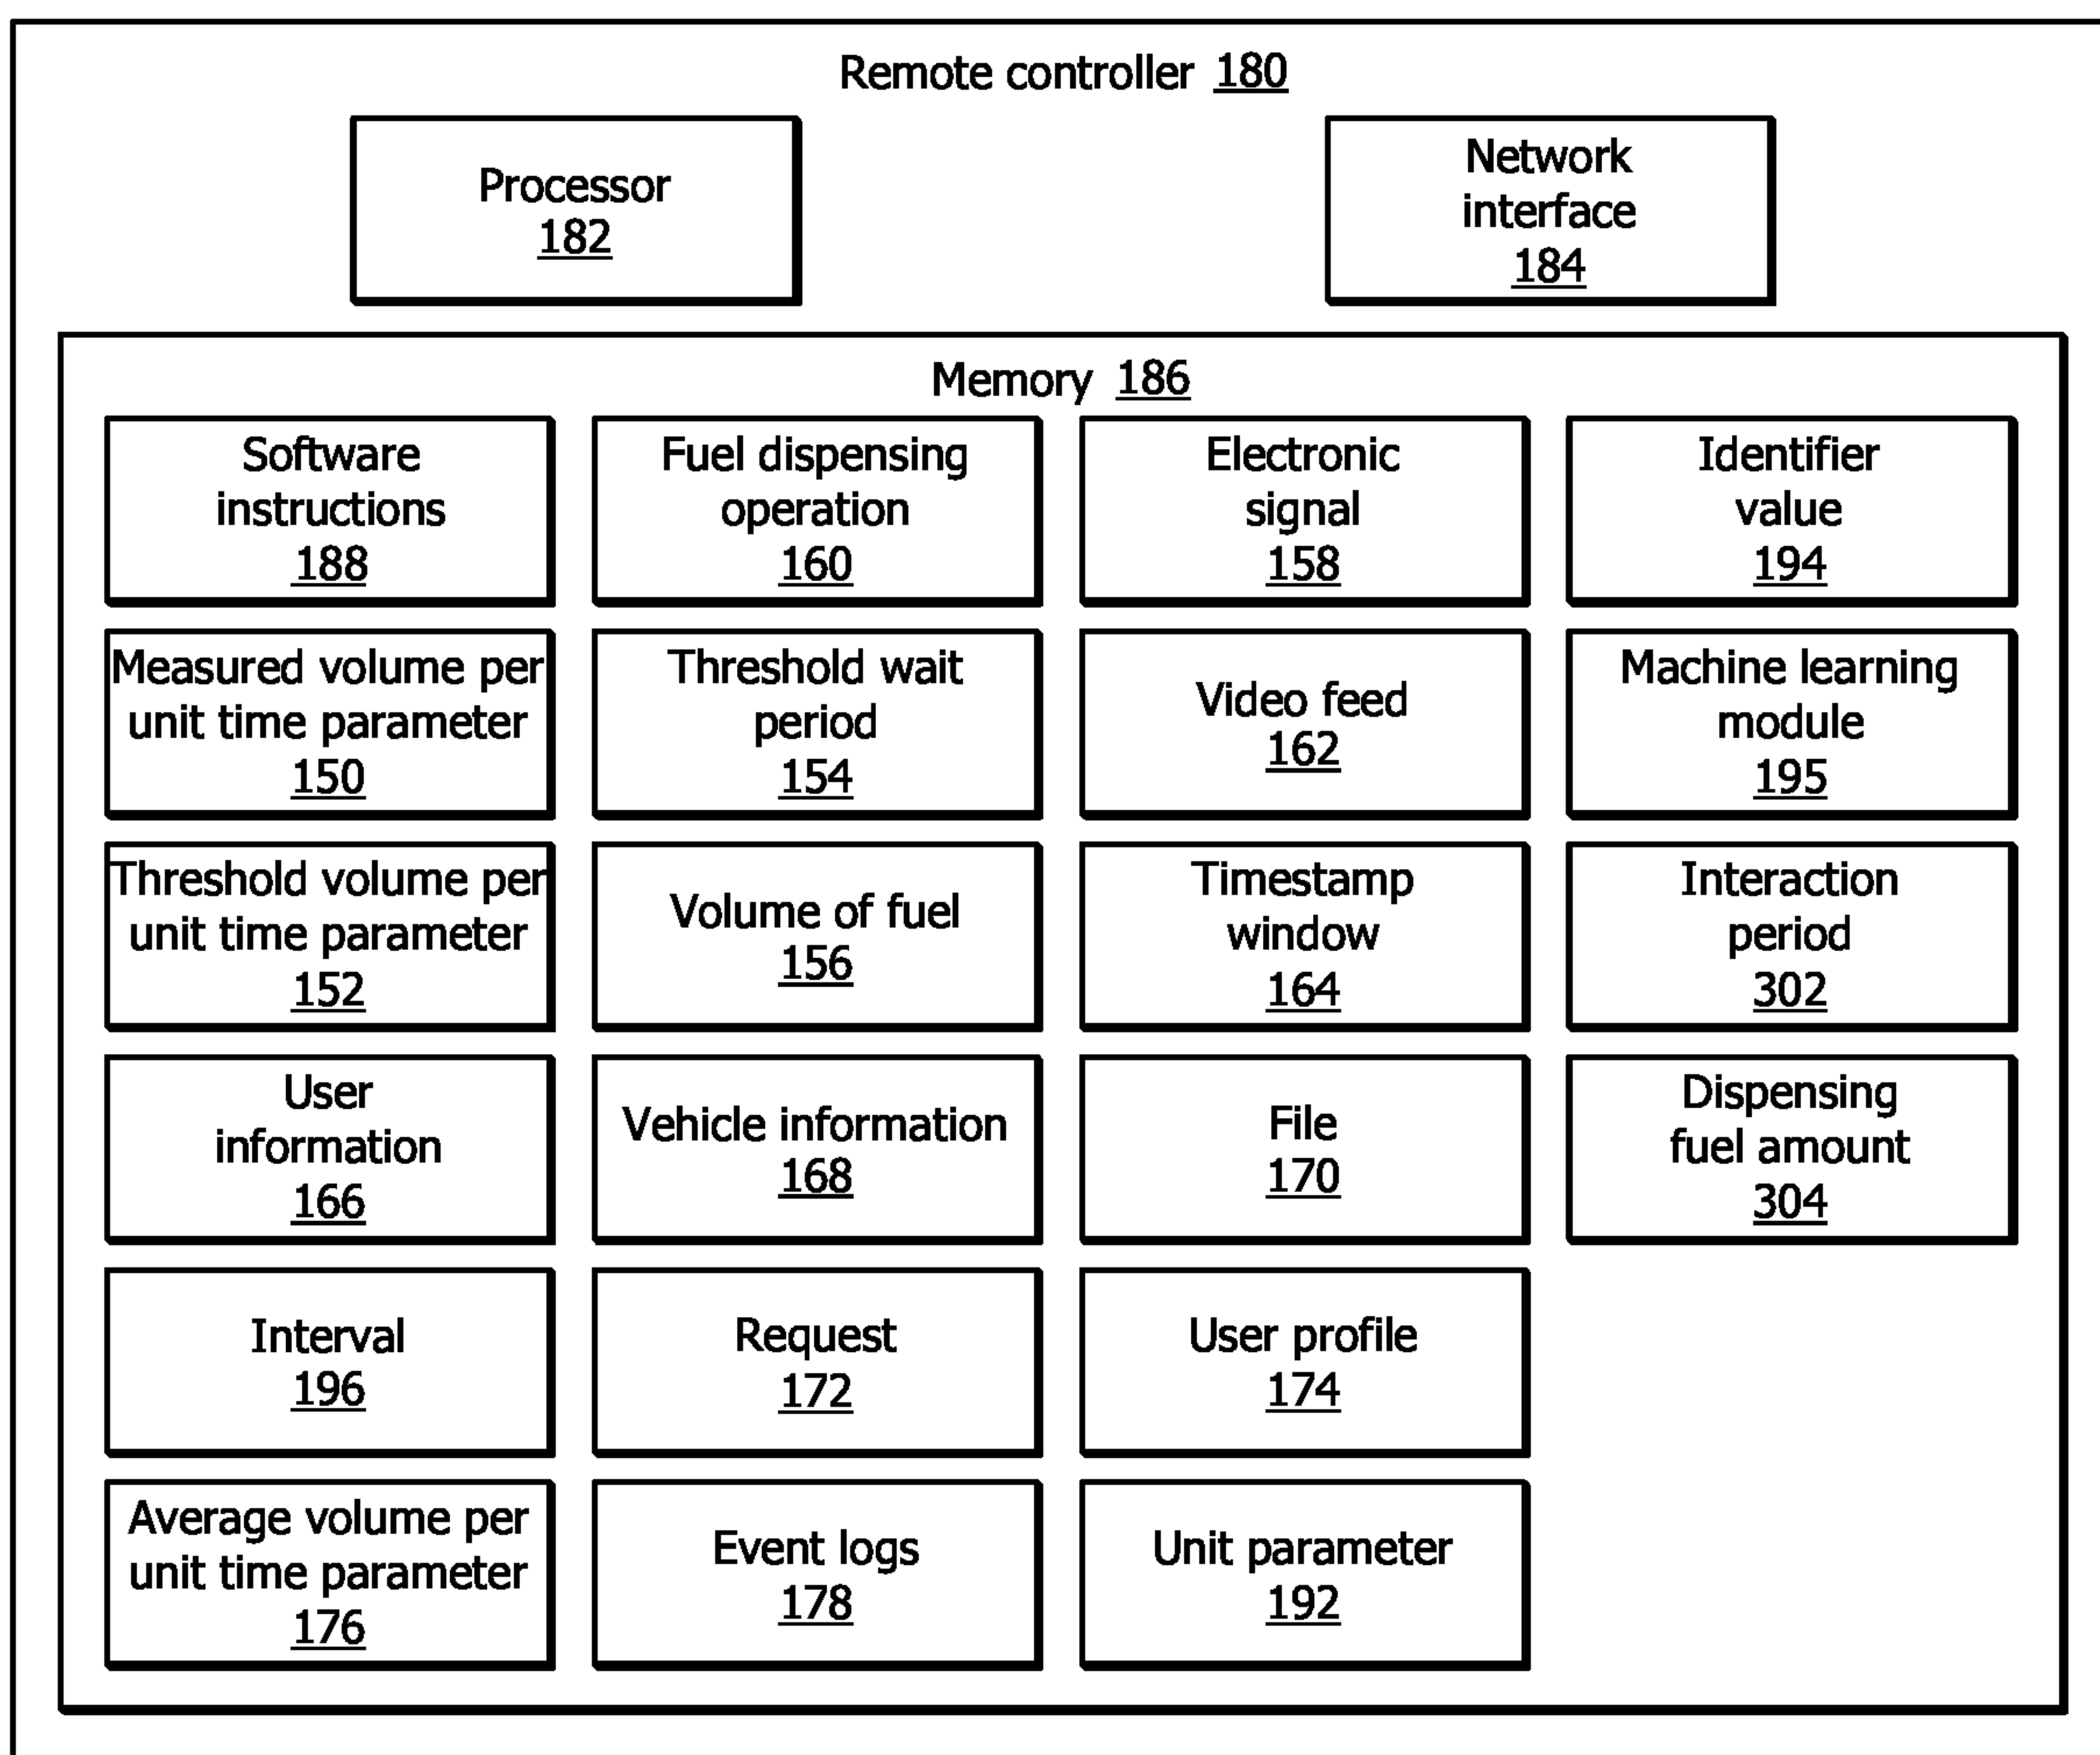 Remote controller 180
Processor
182
Network
interface
184
Memory 186
Software
instructions
188
Fuel dispensing
operation
160
Electronic
signal
158
Identifier
value
194
Measured volume per
unit time parameter
150
Threshold wait
period
154
Video feed
162
Machine learning
module
195
Threshold volume per
unit time parameter
152
Volume of fuel
156
Timestamp
window
164
Interaction
period
302
User
information
166
Vehicle information
168
File
170
Dispensing
fuel amount
304
Interval
196
Request
172
User profile
174
Average volume per
unit time parameter
176
Event logs
178
Unit parameter
192